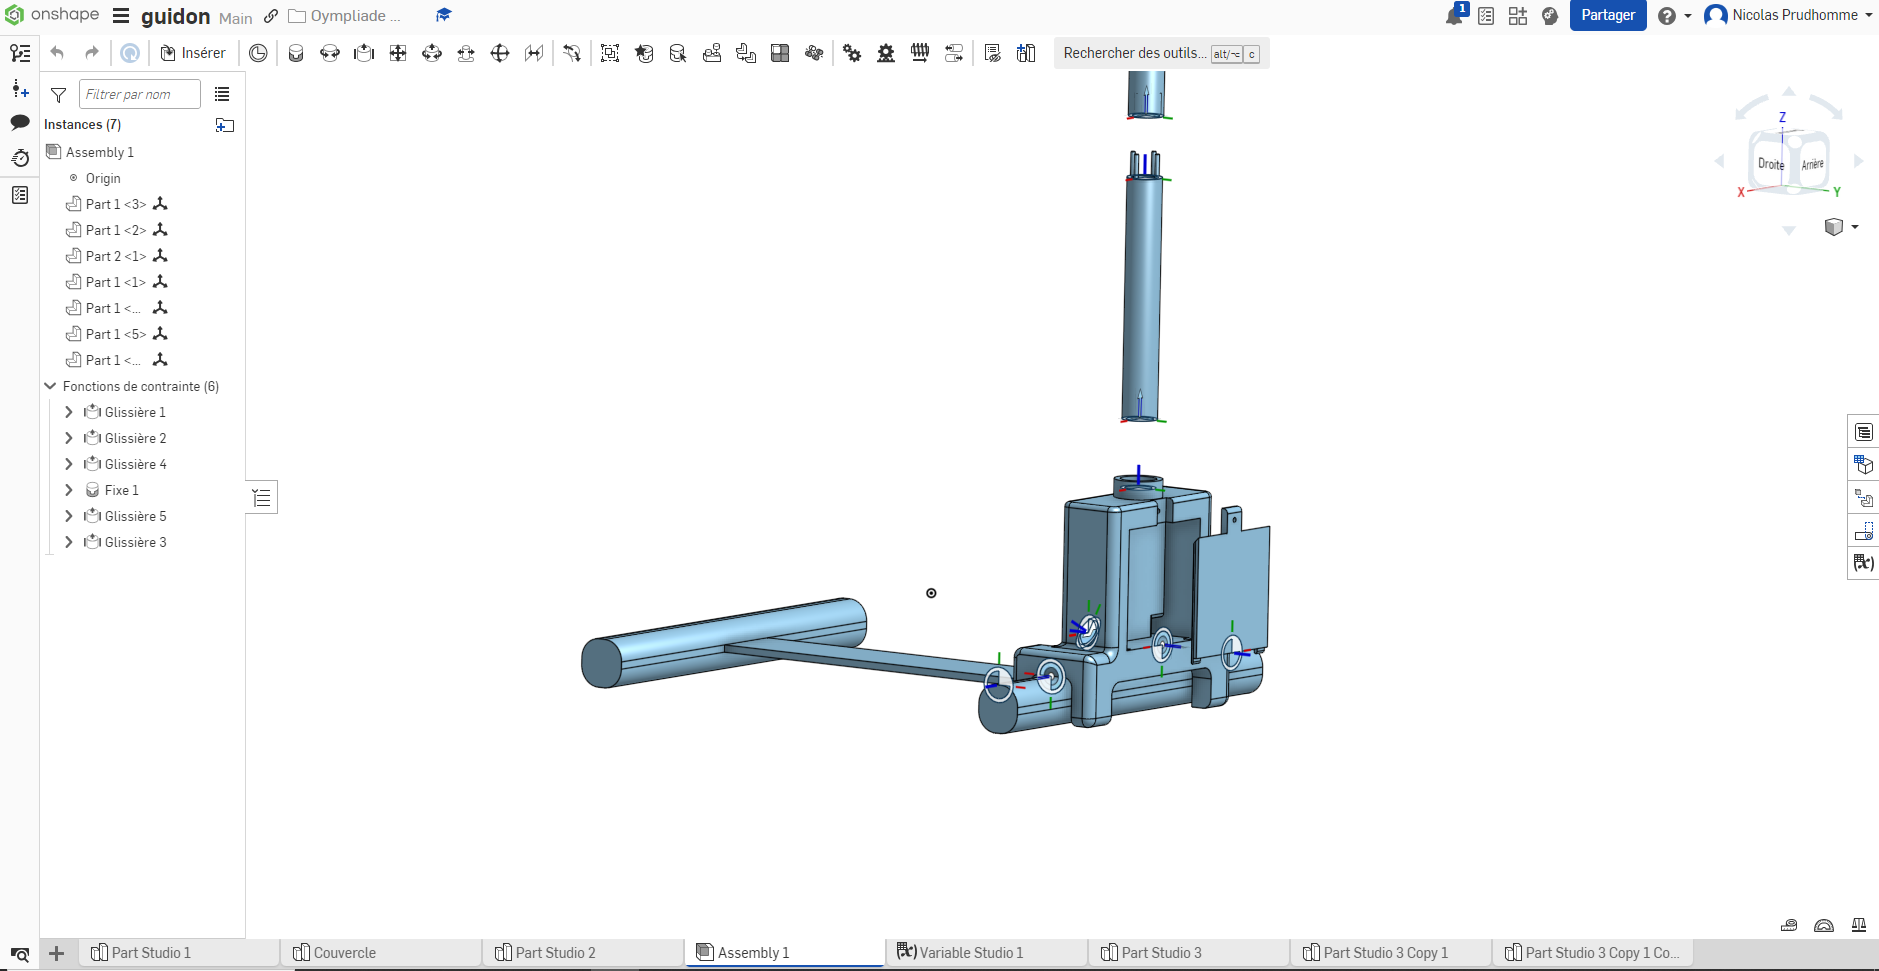 onshape guidon Main Oympliade ... 1 Partager Nicolas Prudhomme
Insérer Rechercher des outils... alt/⌥ c
Filtrer par nom
Instances (7)
Assembly 1
Origin
Part 1 <3>
Part 1 <2>
Part 2 <1>
Part 1 <1>
Part 1 <...
Part 1 <5>
Part 1 <...
Fonctions de contrainte (6)
Glissière 1
Glissière 2
Glissière 4
Fixe 1
Glissière 5
Glissière 3
Z
Droite Arrière
X Y
Part Studio 1 Couvercle Part Studio 2 Assembly 1 Variable Studio 1 Part Studio 3 Part Studio 3 Copy 1 Part Studio 3 Copy 1 Co...